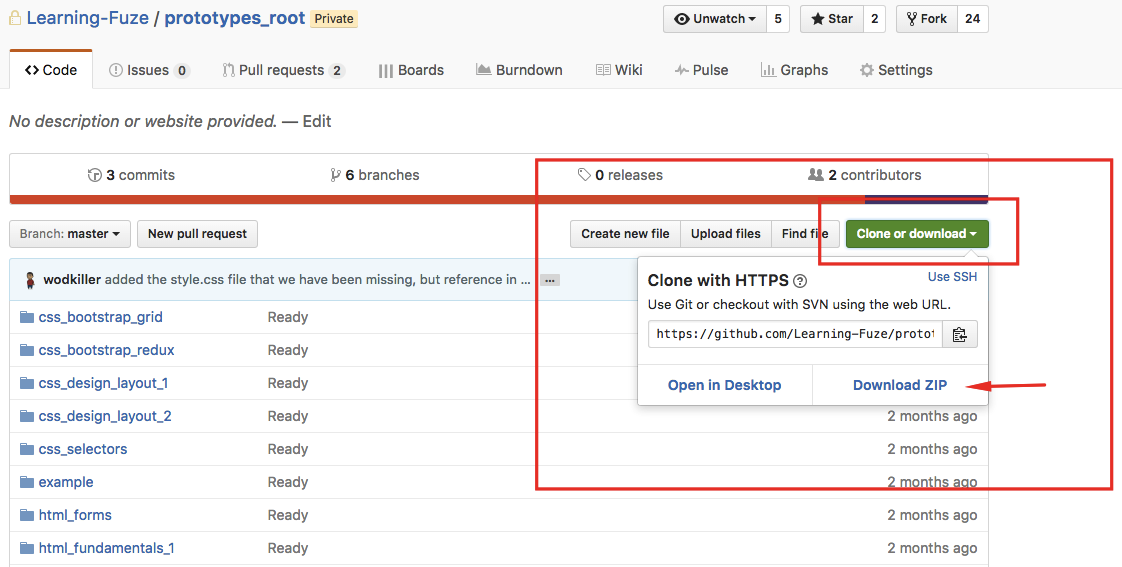 Learning-Fuze / prototypes_root Private Unwatch 5 Star 2 Fork 24
Code Issues 0 Pull requests 2 Boards Burndown Wiki Pulse Graphs Settings
No description or website provided. — Edit
3 commits 6 branches 0 releases 2 contributors
Branch: master New pull request Create new file Upload files Find file Clone or download
wodkiller added the style.css file that we have been missing, but reference in ... …
Clone with HTTPS ? Use SSH
Use Git or checkout with SVN using the web URL.
https://github.com/Learning-Fuze/protot
Open in Desktop Download ZIP
css_bootstrap_grid Ready
css_bootstrap_redux Ready
css_design_layout_1 Ready
css_design_layout_2 Ready 2 months ago
css_selectors Ready 2 months ago
example Ready 2 months ago
html_forms Ready 2 months ago
html_fundamentals_1 Ready 2 months ago